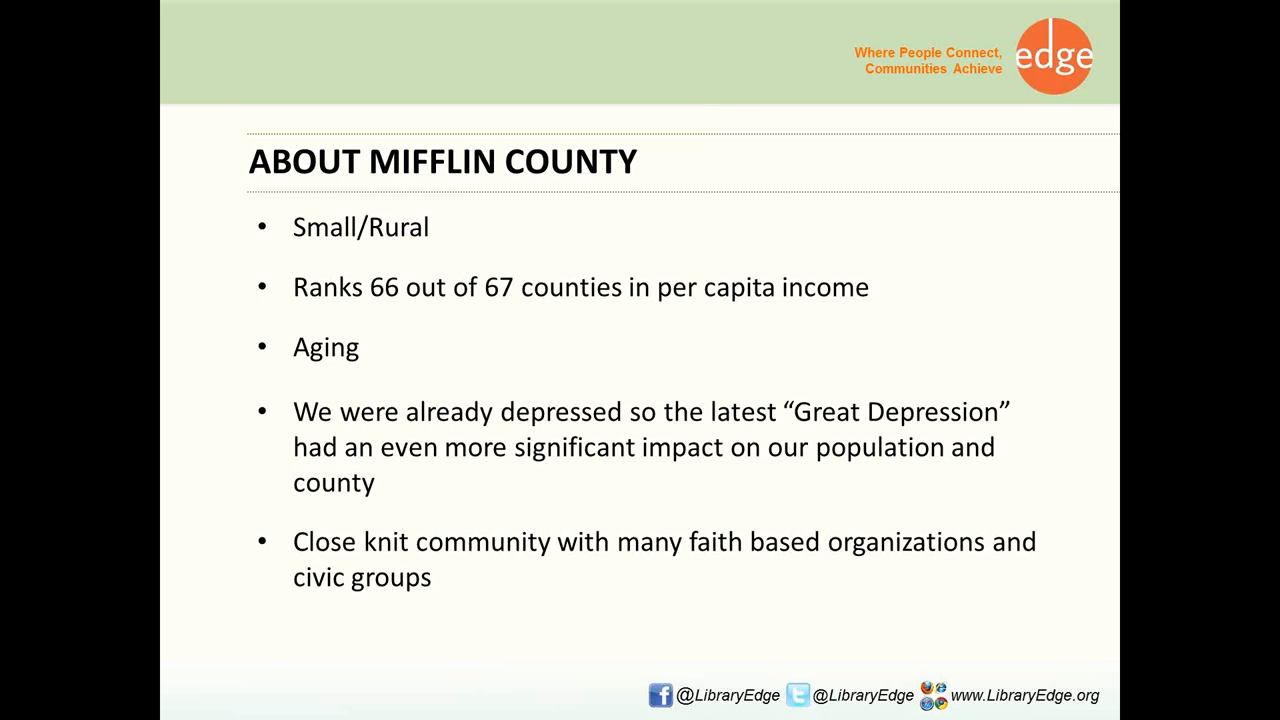 Where People Connect,
Communities Achieve
edge
ABOUT MIFFLIN COUNTY
• Small/Rural
• Ranks 66 out of 67 counties in per capita income
• Aging
• We were already depressed so the latest “Great Depression”
had an even more significant impact on our population and
county
• Close knit community with many faith based organizations and
civic groups
@LibraryEdge @LibraryEdge www.LibraryEdge.org